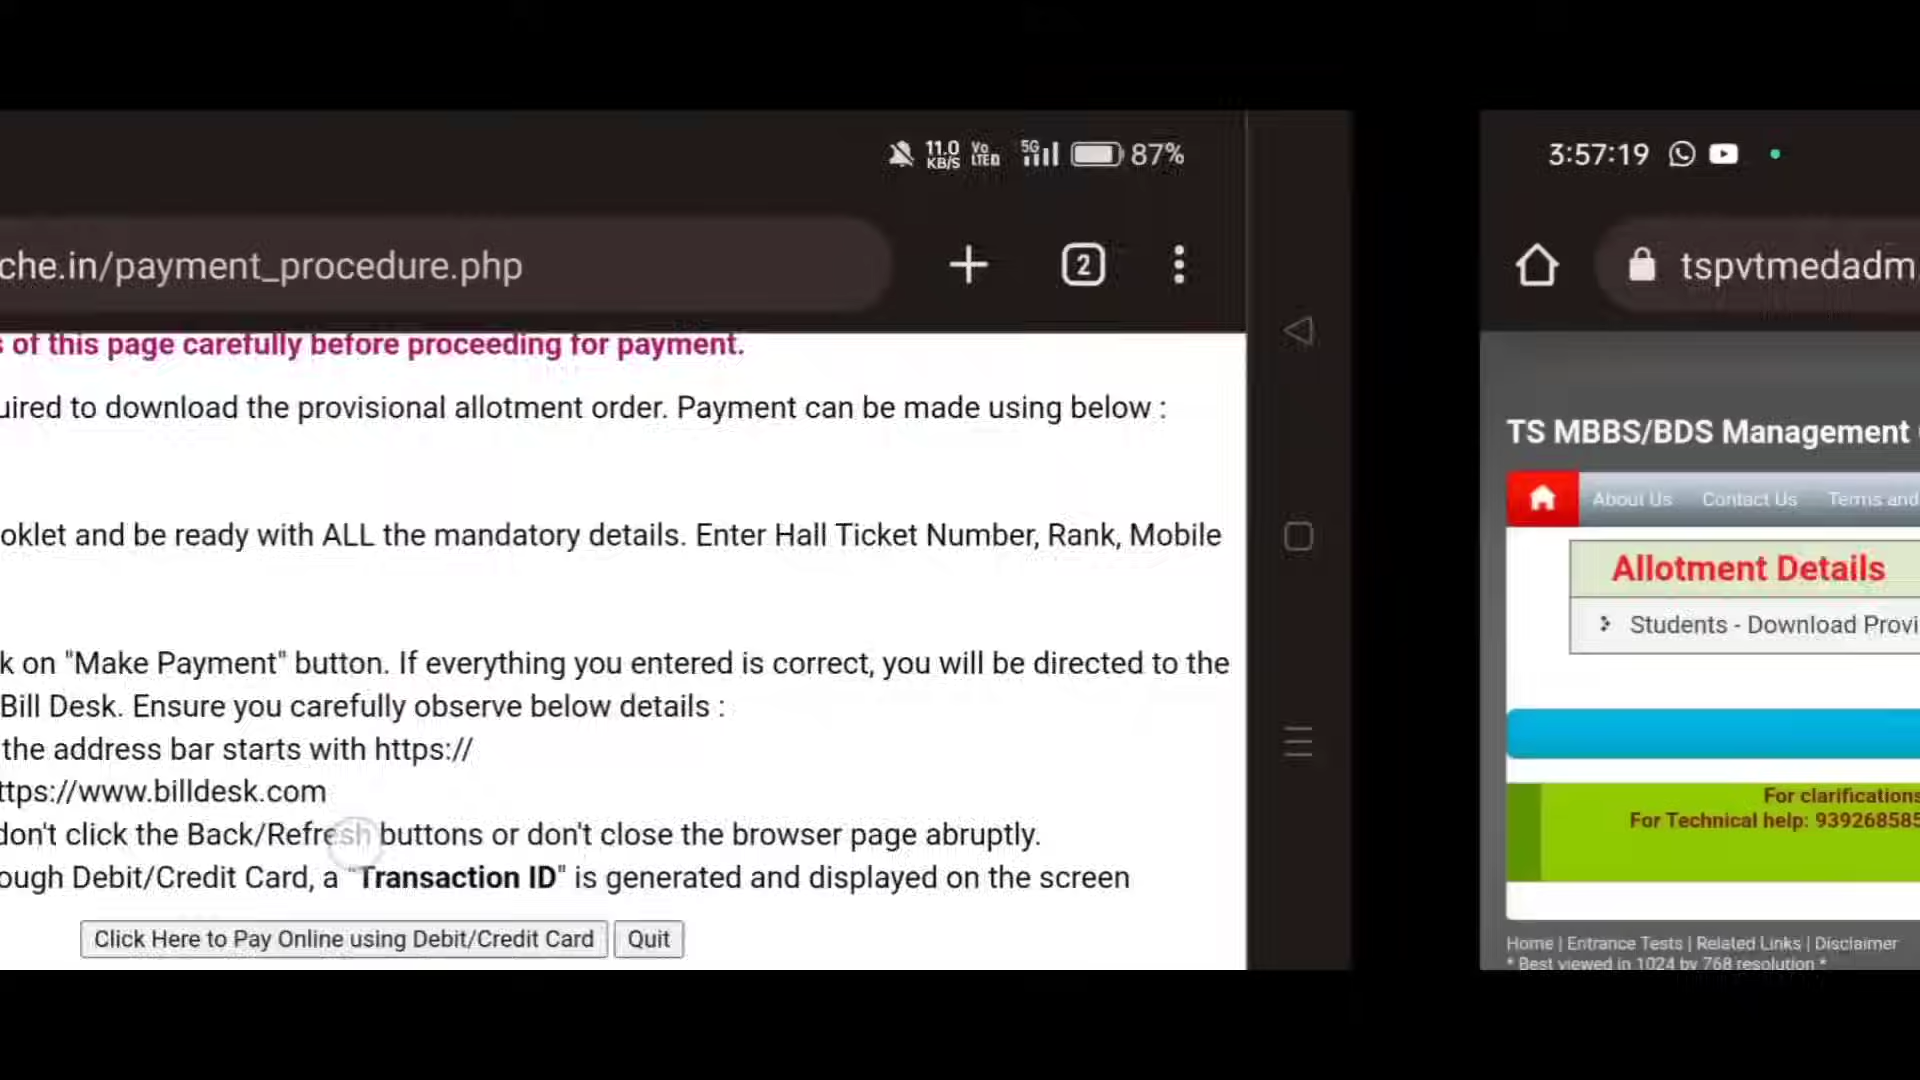 11.0 KB/S Vo LTED 5G 87%
che.in/payment_procedure.php
2
of this page carefully before proceeding for payment.
uired to download the provisional allotment order. Payment can be made using below :
oklet and be ready with ALL the mandatory details. Enter Hall Ticket Number, Rank, Mobile
k on "Make Payment" button. If everything you entered is correct, you will be directed to the
Bill Desk. Ensure you carefully observe below details :
the address bar starts with https://
ttps://www.billdesk.com
don't click the Back/Refresh buttons or don't close the browser page abruptly.
ough Debit/Credit Card, a "Transaction ID" is generated and displayed on the screen
Click Here to Pay Online using Debit/Credit Card Quit
3:57:19
tspvtmedadm
TS MBBS/BDS Management
About Us Contact Us Terms and
Allotment Details
Students - Download Provi
For clarifications
For Technical help: 939268585
Home | Entrance Tests | Related Links | Disclaimer
* Best viewed in 1024 by 768 resolution *